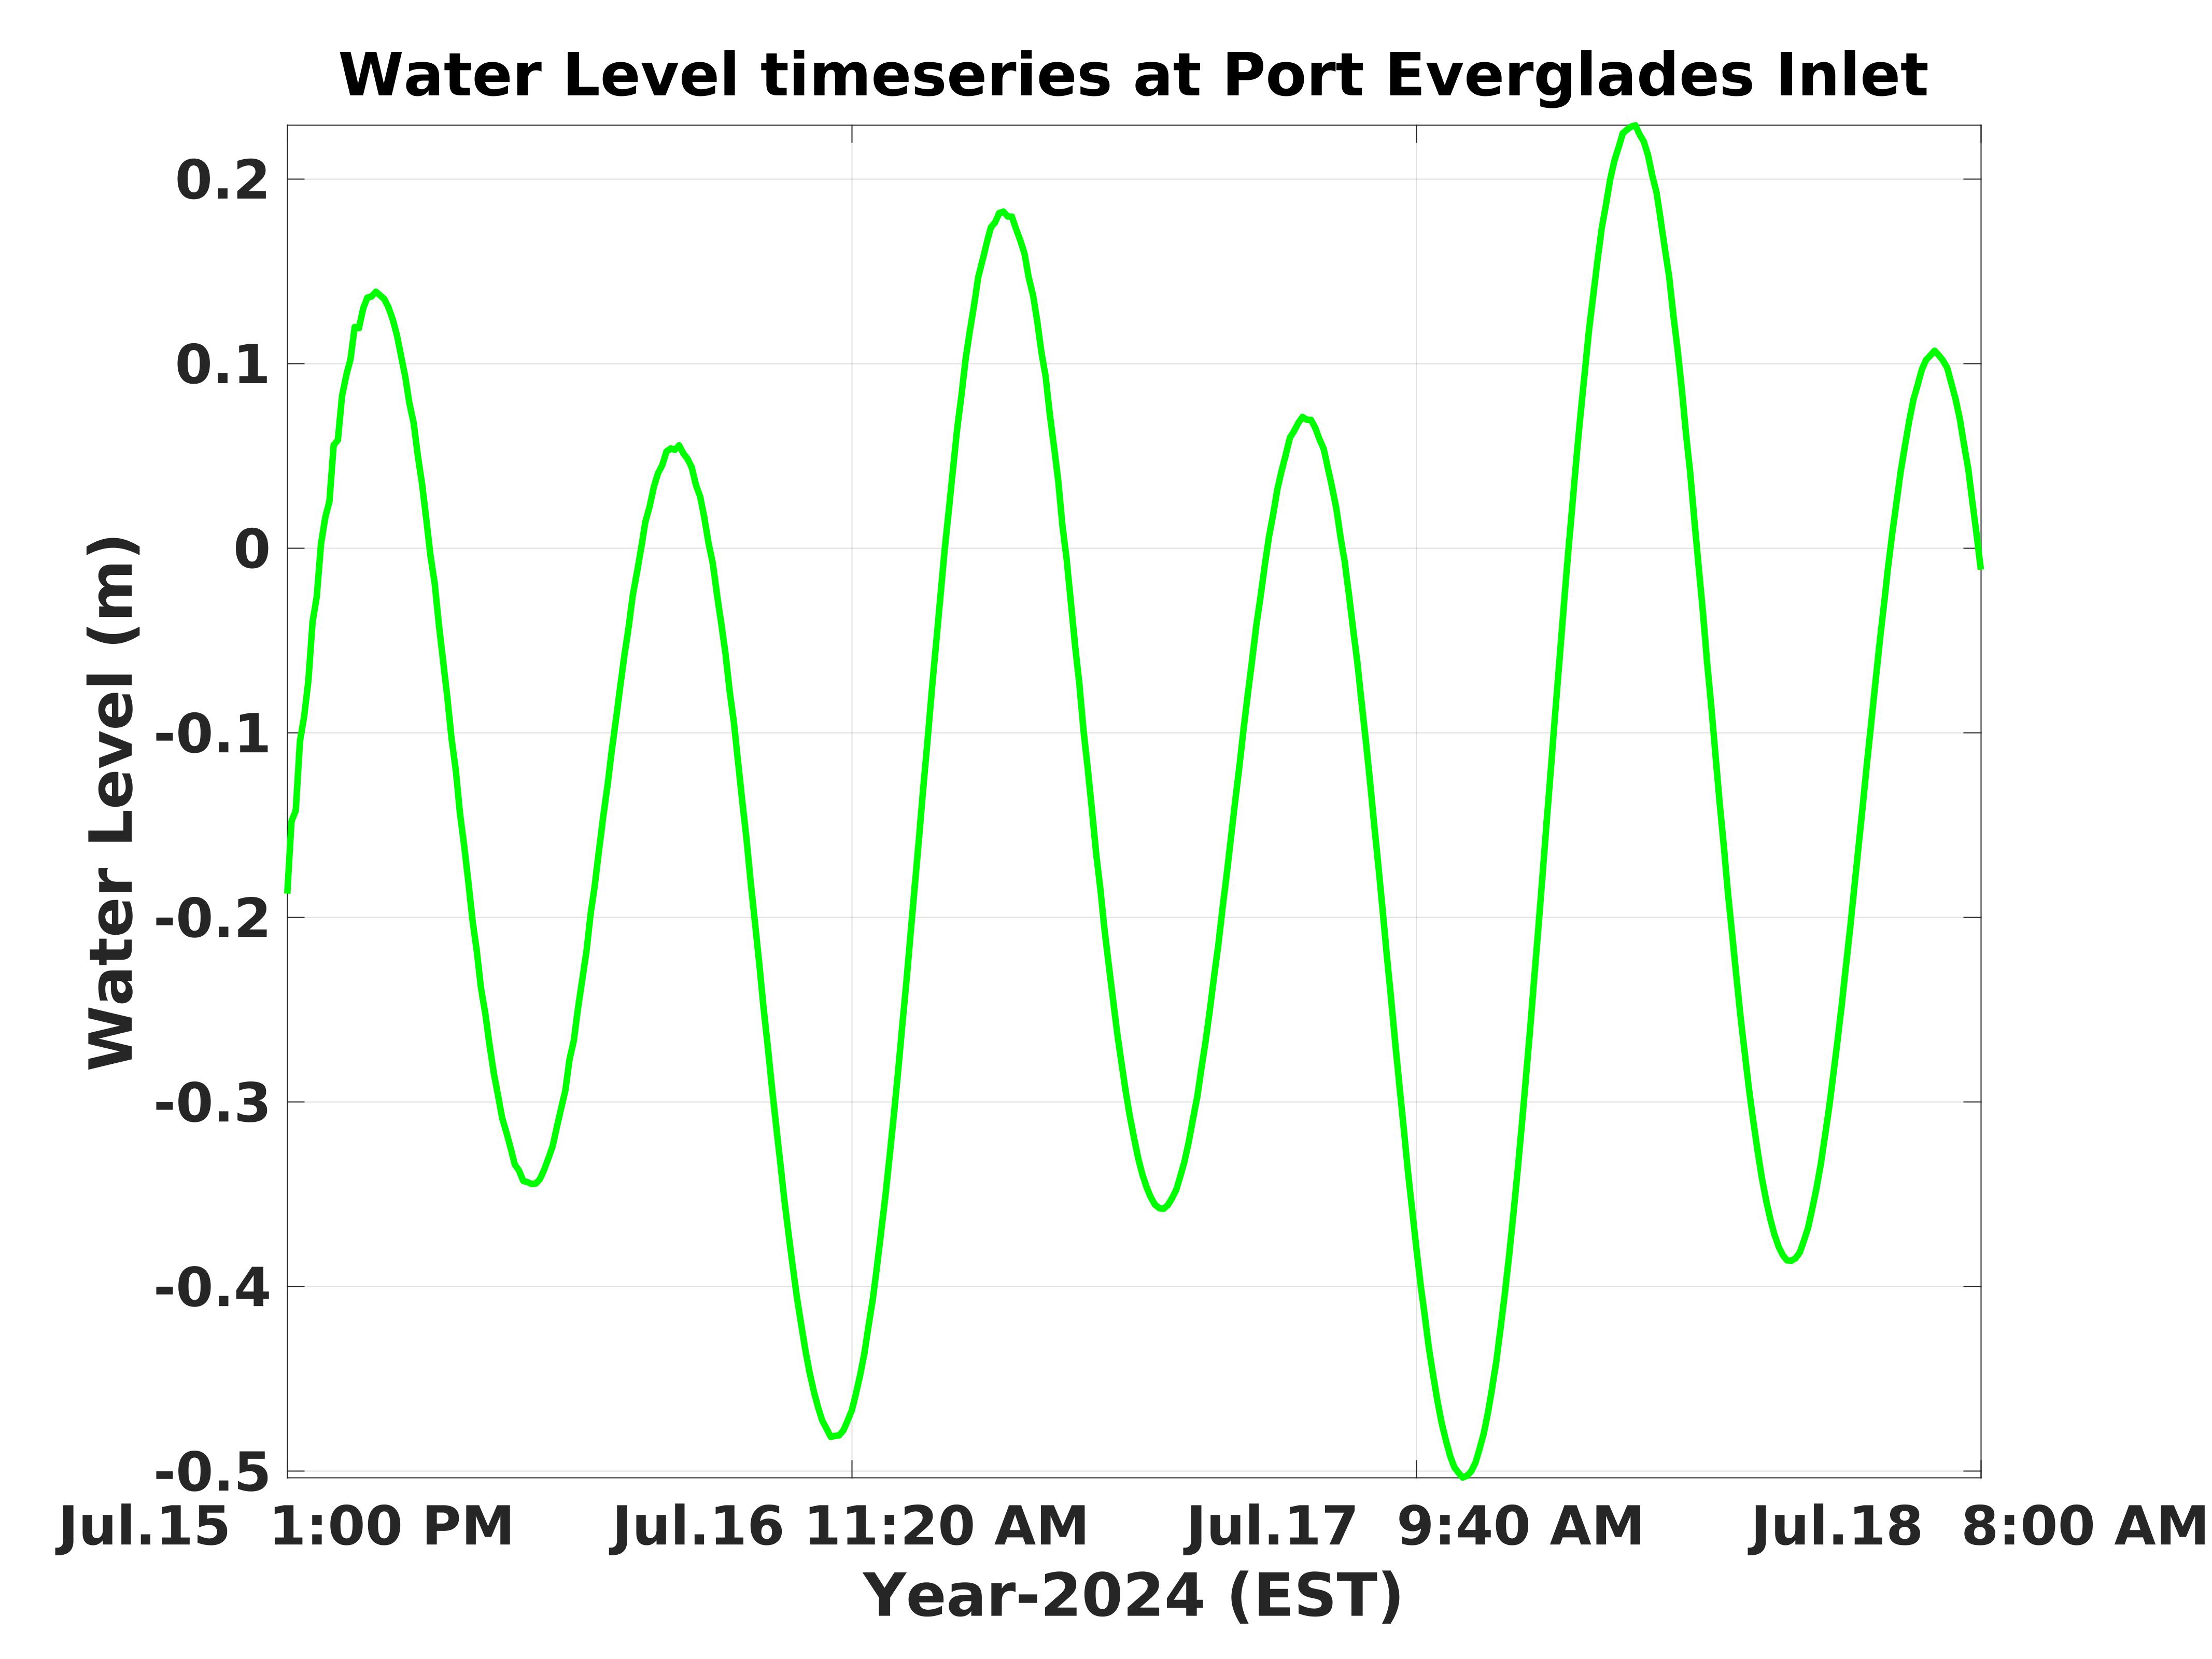 Water Level timeseries at Port Everglades Inlet
Water Level (m)
0.2
0.1
0
-0.1
-0.2
-0.3
-0.4
-0.5
Jul.15 1:00 PM
Jul.16 11:20 AM
Jul.17 9:40 AM
Jul.18 8:00 AM
Year-2024 (EST)